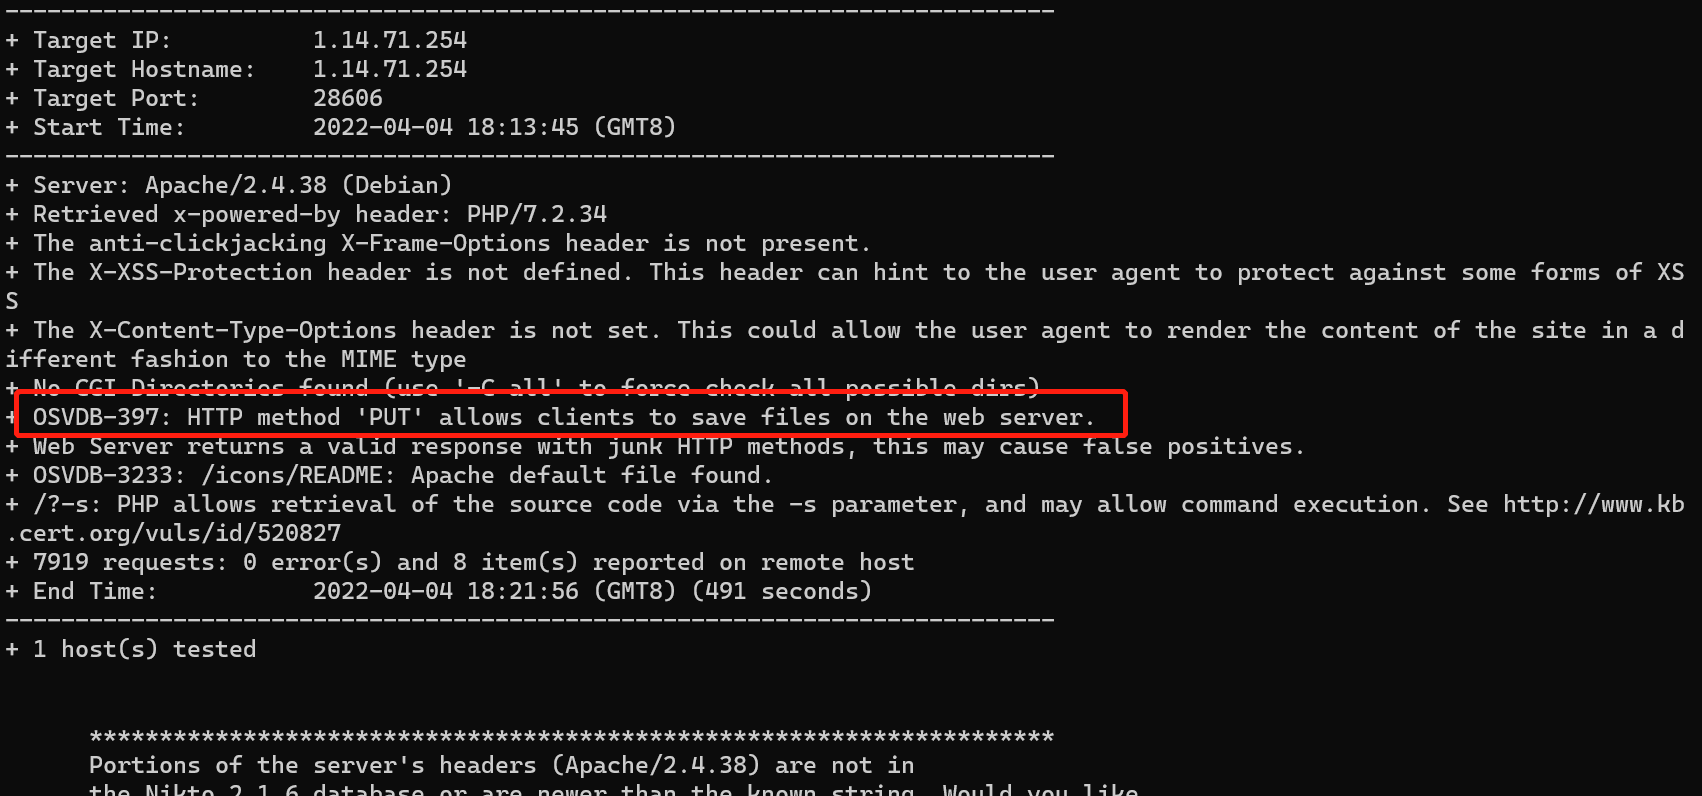 ---------------------------------------------------------------------------
+ Target IP:          1.14.71.254
+ Target Hostname:    1.14.71.254
+ Target Port:        28606
+ Start Time:         2022-04-04 18:13:45 (GMT8)
---------------------------------------------------------------------------
+ Server: Apache/2.4.38 (Debian)
+ Retrieved x-powered-by header: PHP/7.2.34
+ The anti-clickjacking X-Frame-Options header is not present.
+ The X-XSS-Protection header is not defined. This header can hint to the user agent to protect against some forms of XS
S
+ The X-Content-Type-Options header is not set. This could allow the user agent to render the content of the site in a d
ifferent fashion to the MIME type
+ No CGI Directories found (use '-C all' to force check all possible dirs)
+ OSVDB-397: HTTP method 'PUT' allows clients to save files on the web server.
+ Web Server returns a valid response with junk HTTP methods, this may cause false positives.
+ OSVDB-3233: /icons/README: Apache default file found.
+ /?-s: PHP allows retrieval of the source code via the -s parameter, and may allow command execution. See http://www.kb
.cert.org/vuls/id/520827
+ 7919 requests: 0 error(s) and 8 item(s) reported on remote host
+ End Time:           2022-04-04 18:21:56 (GMT8) (491 seconds)
---------------------------------------------------------------------------
+ 1 host(s) tested
*********************************************************************
Portions of the server's headers (Apache/2.4.38) are not in
the Nikto 2.1.6 database or are newer than the known string. Would you like